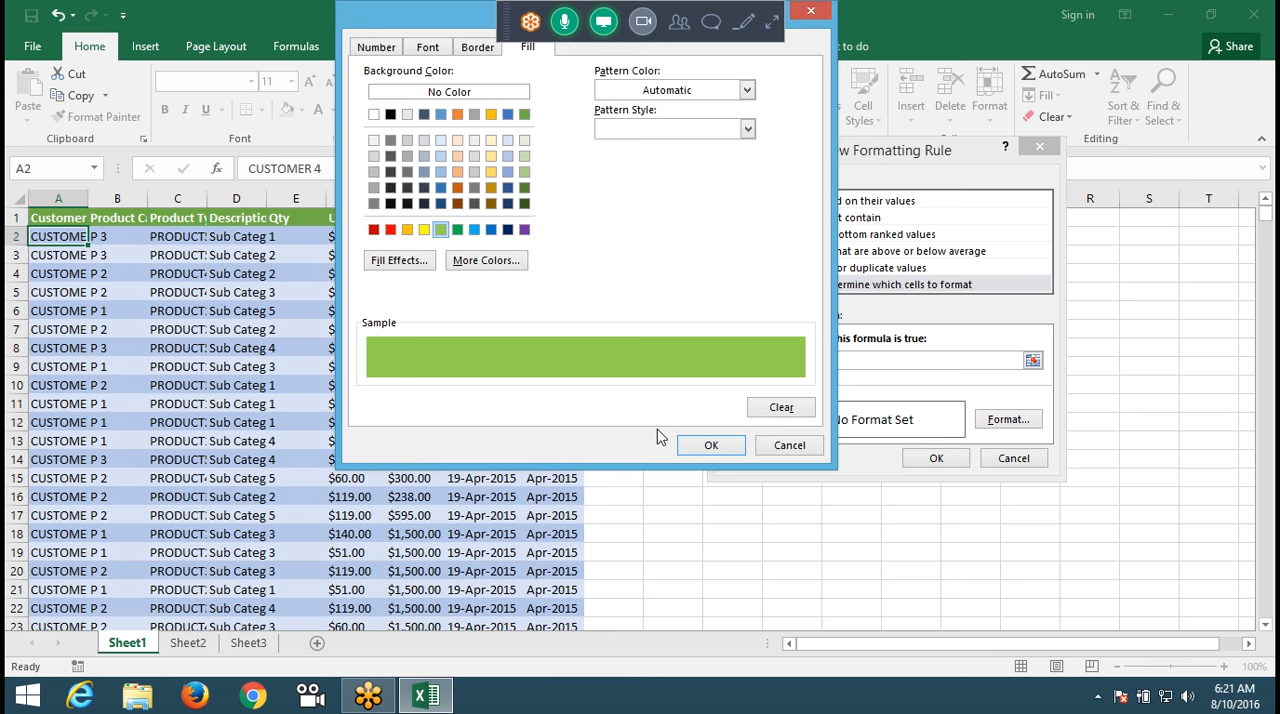 Sign in
File Home Insert Page Layout Formulas
t to do
Share
Cut
Copy
Format Painter
Paste
Clipboard
11
B I U
Font
Cell Styles
Insert Delete Format
AutoSum
Fill
Clear
Sort & Filter
Find & Select
Editing
A2
CUSTOMER 4
A B E R S T
1 Customer Product C Product Ty Descriptic Qty
2 CUSTOME P 3 PRODUCT Sub Categ 1
3 CUSTOME P 3 PRODUCT Sub Categ 2
4 CUSTOME P 2 PRODUCT Sub Categ 2
5 CUSTOME P 2 PRODUCT Sub Categ 3
6 CUSTOME P 1 PRODUCT Sub Categ 5
7 CUSTOME P 2 PRODUCT Sub Categ 2
8 CUSTOME P 3 PRODUCT Sub Categ 4
9 CUSTOME P 1 PRODUCT Sub Categ 3
10 CUSTOME P 2 PRODUCT Sub Categ 1
11 CUSTOME P 1 PRODUCT Sub Categ 2
12 CUSTOME P 1 PRODUCT Sub Categ 1
13 CUSTOME P 1 PRODUCT Sub Categ 4
14 CUSTOME P 3 PRODUCT Sub Categ 4
15 CUSTOME P 2 PRODUCT Sub Categ 5 $60.00 $300.00 19-Apr-2015 Apr-2015
16 CUSTOME P 2 PRODUCT Sub Categ 2 $119.00 $238.00 19-Apr-2015 Apr-2015
17 CUSTOME P 2 PRODUCT Sub Categ 5 $119.00 $595.00 19-Apr-2015 Apr-2015
18 CUSTOME P 1 PRODUCT Sub Categ 3 $140.00 $1,500.00 19-Apr-2015 Apr-2015
19 CUSTOME P 1 PRODUCT Sub Categ 3 $51.00 $1,500.00 19-Apr-2015 Apr-2015
20 CUSTOME P 2 PRODUCT Sub Categ 3 $119.00 $1,500.00 19-Apr-2015 Apr-2015
21 CUSTOME P 1 PRODUCT Sub Categ 3 $51.00 $1,500.00 19-Apr-2015 Apr-2015
22 CUSTOME P 2 PRODUCT Sub Categ 4 $119.00 $1,500.00 19-Apr-2015 Apr-2015
23 CUSTOME P 2 PRODUCT Sub Categ 3 $60.00 $1,500.00 19-Apr-2015 Apr-2015
Number Font Border Fill
Background Color:
No Color
Pattern Color:
Automatic
Pattern Style:
Fill Effects...
More Colors...
Sample
Clear
OK
Cancel
w Formatting Rule
?
d on their values
t contain
ottom ranked values
that are above or below average
or duplicate values
termine which cells to format
n:
this formula is true:
No Format Set
Format...
OK
Cancel
Sheet1 Sheet2 Sheet3
Ready
100%
6:21 AM
8/10/2016